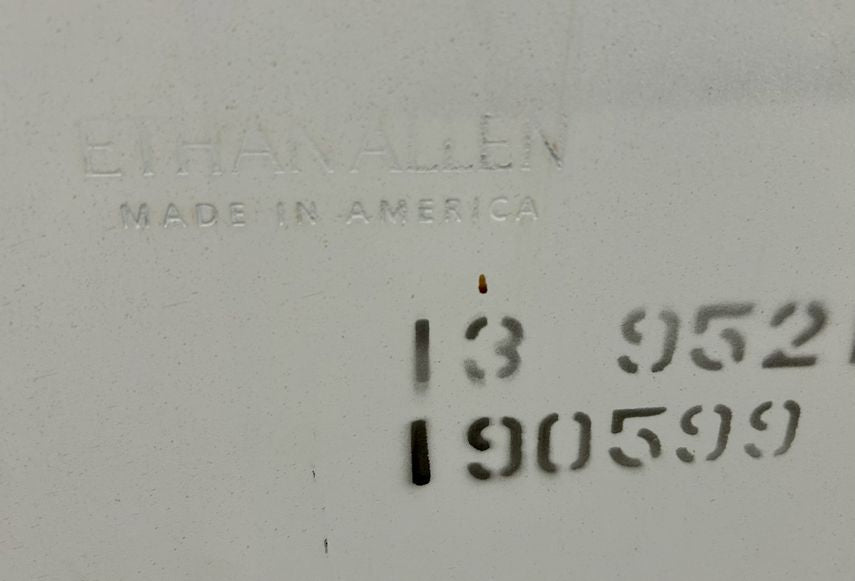 ETHAN ALLEN
MADE IN AMERICA
13 952
190599